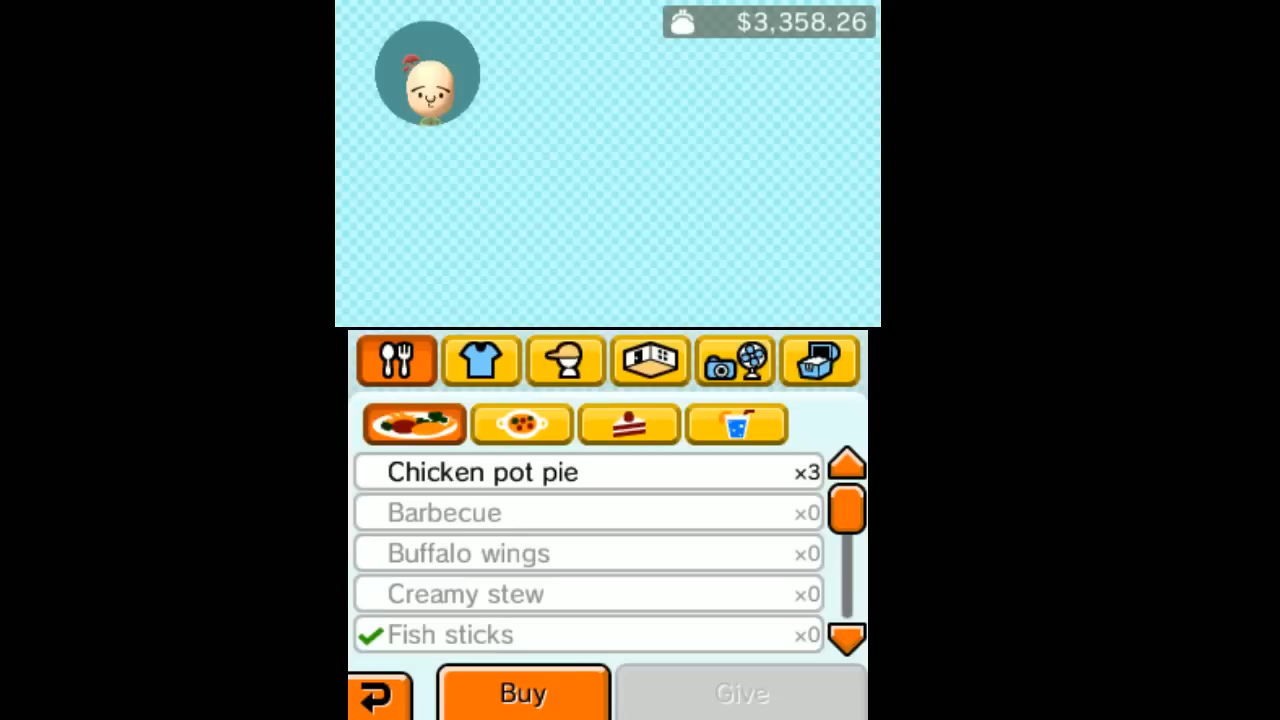 $3,358.26
Chicken pot pie ×3
Barbecue ×0
Buffalo wings ×0
Creamy stew ×0
Fish sticks ×0
Buy Give